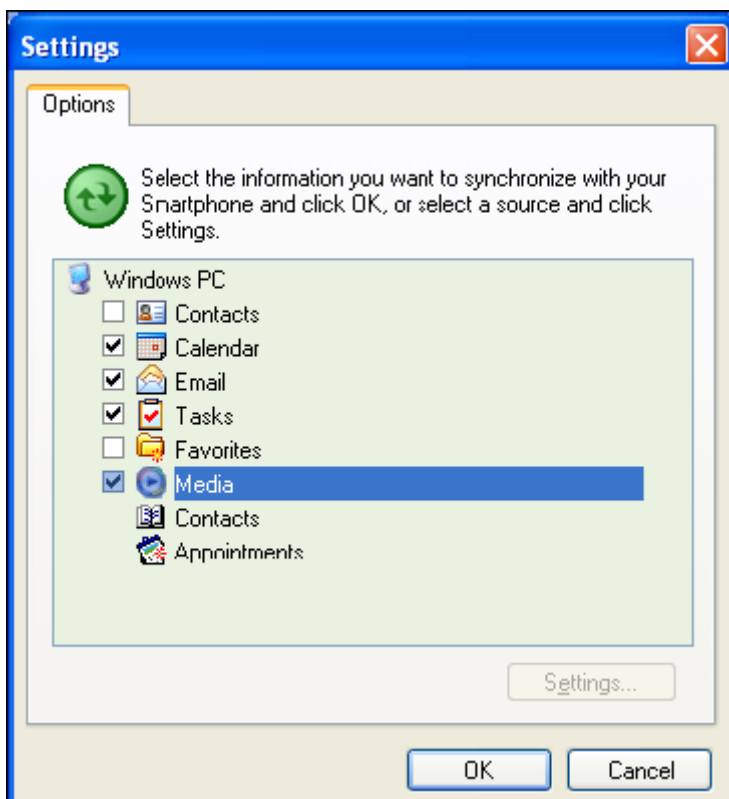 Settings
Options
Select the information you want to synchronize with your
Smartphone and click OK, or select a source and click
Settings.
Windows PC
Contacts
Calendar
Email
Tasks
Favorites
Media
Contacts
Appointments
Settings...
OK Cancel